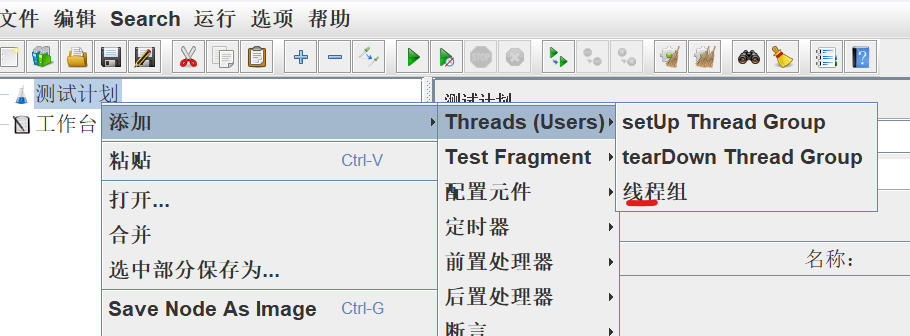 文件 编辑 Search 运行 选项 帮助
STOP
测试计划
工作台
测试计划
添加
粘贴 Ctrl-V
打开...
合并
选中部分保存为...
Save Node As Image Ctrl-G
Threads (Users)
Test Fragment
配置元件
定时器
前置处理器
后置处理器
断言
setUp Thread Group
tearDown Thread Group
线程组
名称: